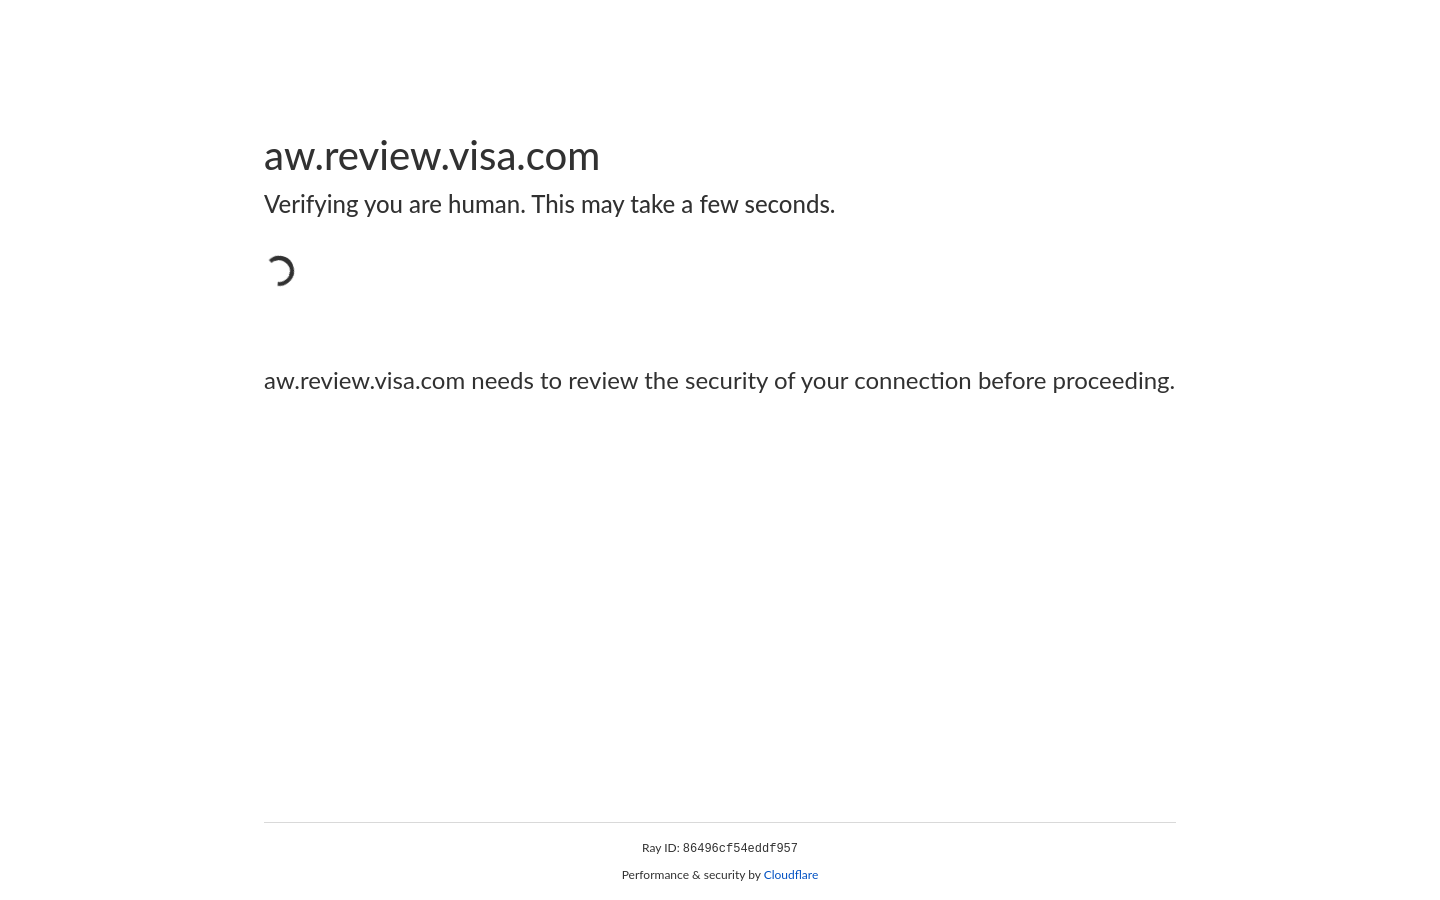 aw.review.visa.com
Verifying you are human. This may take a few seconds.
aw.review.visa.com needs to review the security of your connection before proceeding.
Ray ID: 86496cf54eddf957
Performance & security by Cloudflare